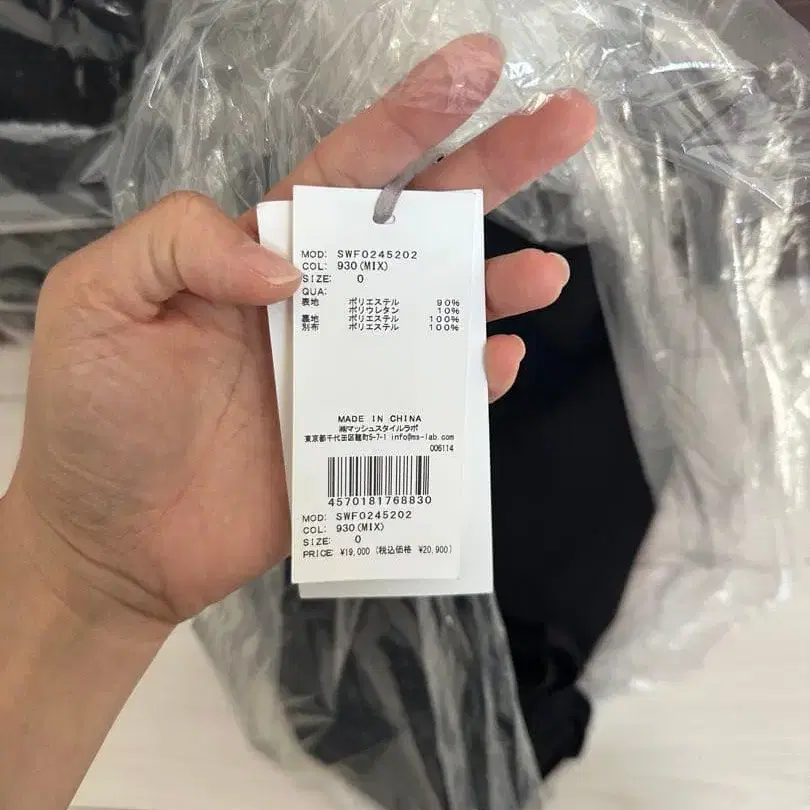 MOD: SWF0245202
COL: 930(MIX)
SIZE: 0
QUA:
表地 ポリエステル 90%
ポリウレタン 10%
裏地 ポリエステル 100%
別布 ポリエステル 100%
MADE IN CHINA
㈱マッシュスタイルラボ
東京都千代田区麹町5-7-1 info@ms-lab.com
006114
4570181768830
MOD: SWF0245202
COL: 930(MIX)
SIZE: 0
PRICE: ¥19,000 (税込価格 ¥20,900)